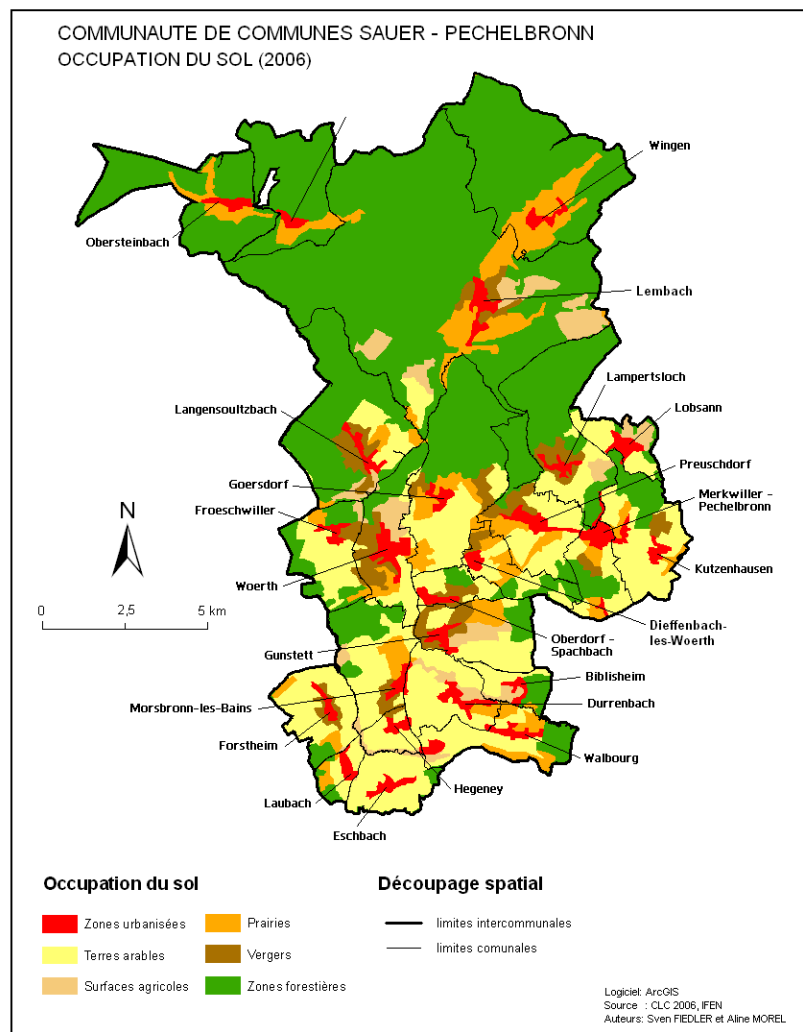 COMMUNAUTE DE COMMUNES SAUER - PECHELBRONN
OCCUPATION DU SOL (2006)
Wingen
Obersteinbach
Lembach
Lampertsloch
Langensoultzbach
Lobsann
Preuschdorf
Goersdorf
Merkwiller -
Pechelbronn
Froeschwiller
N
Kutzenhausen
Woerth
0 2,5 5 km
Dieffenbach-
les-Woerth
Oberdorf -
Spachbach
Gunstett
Biblisheim
Morsbronn-les-Bains
Durrenbach
Forstheim
Walbourg
Hegeney
Laubach
Eschbach
Occupation du sol
Zones urbanisées
Prairies
Terres arables
Vergers
Surfaces agricoles
Zones forestières
Découpage spatial
limites intercommunales
limites comunales
Logiciel: ArcGIS
Source : CLC 2006, IFEN
Auteurs: Sven FIEDLER et Aline MOREL